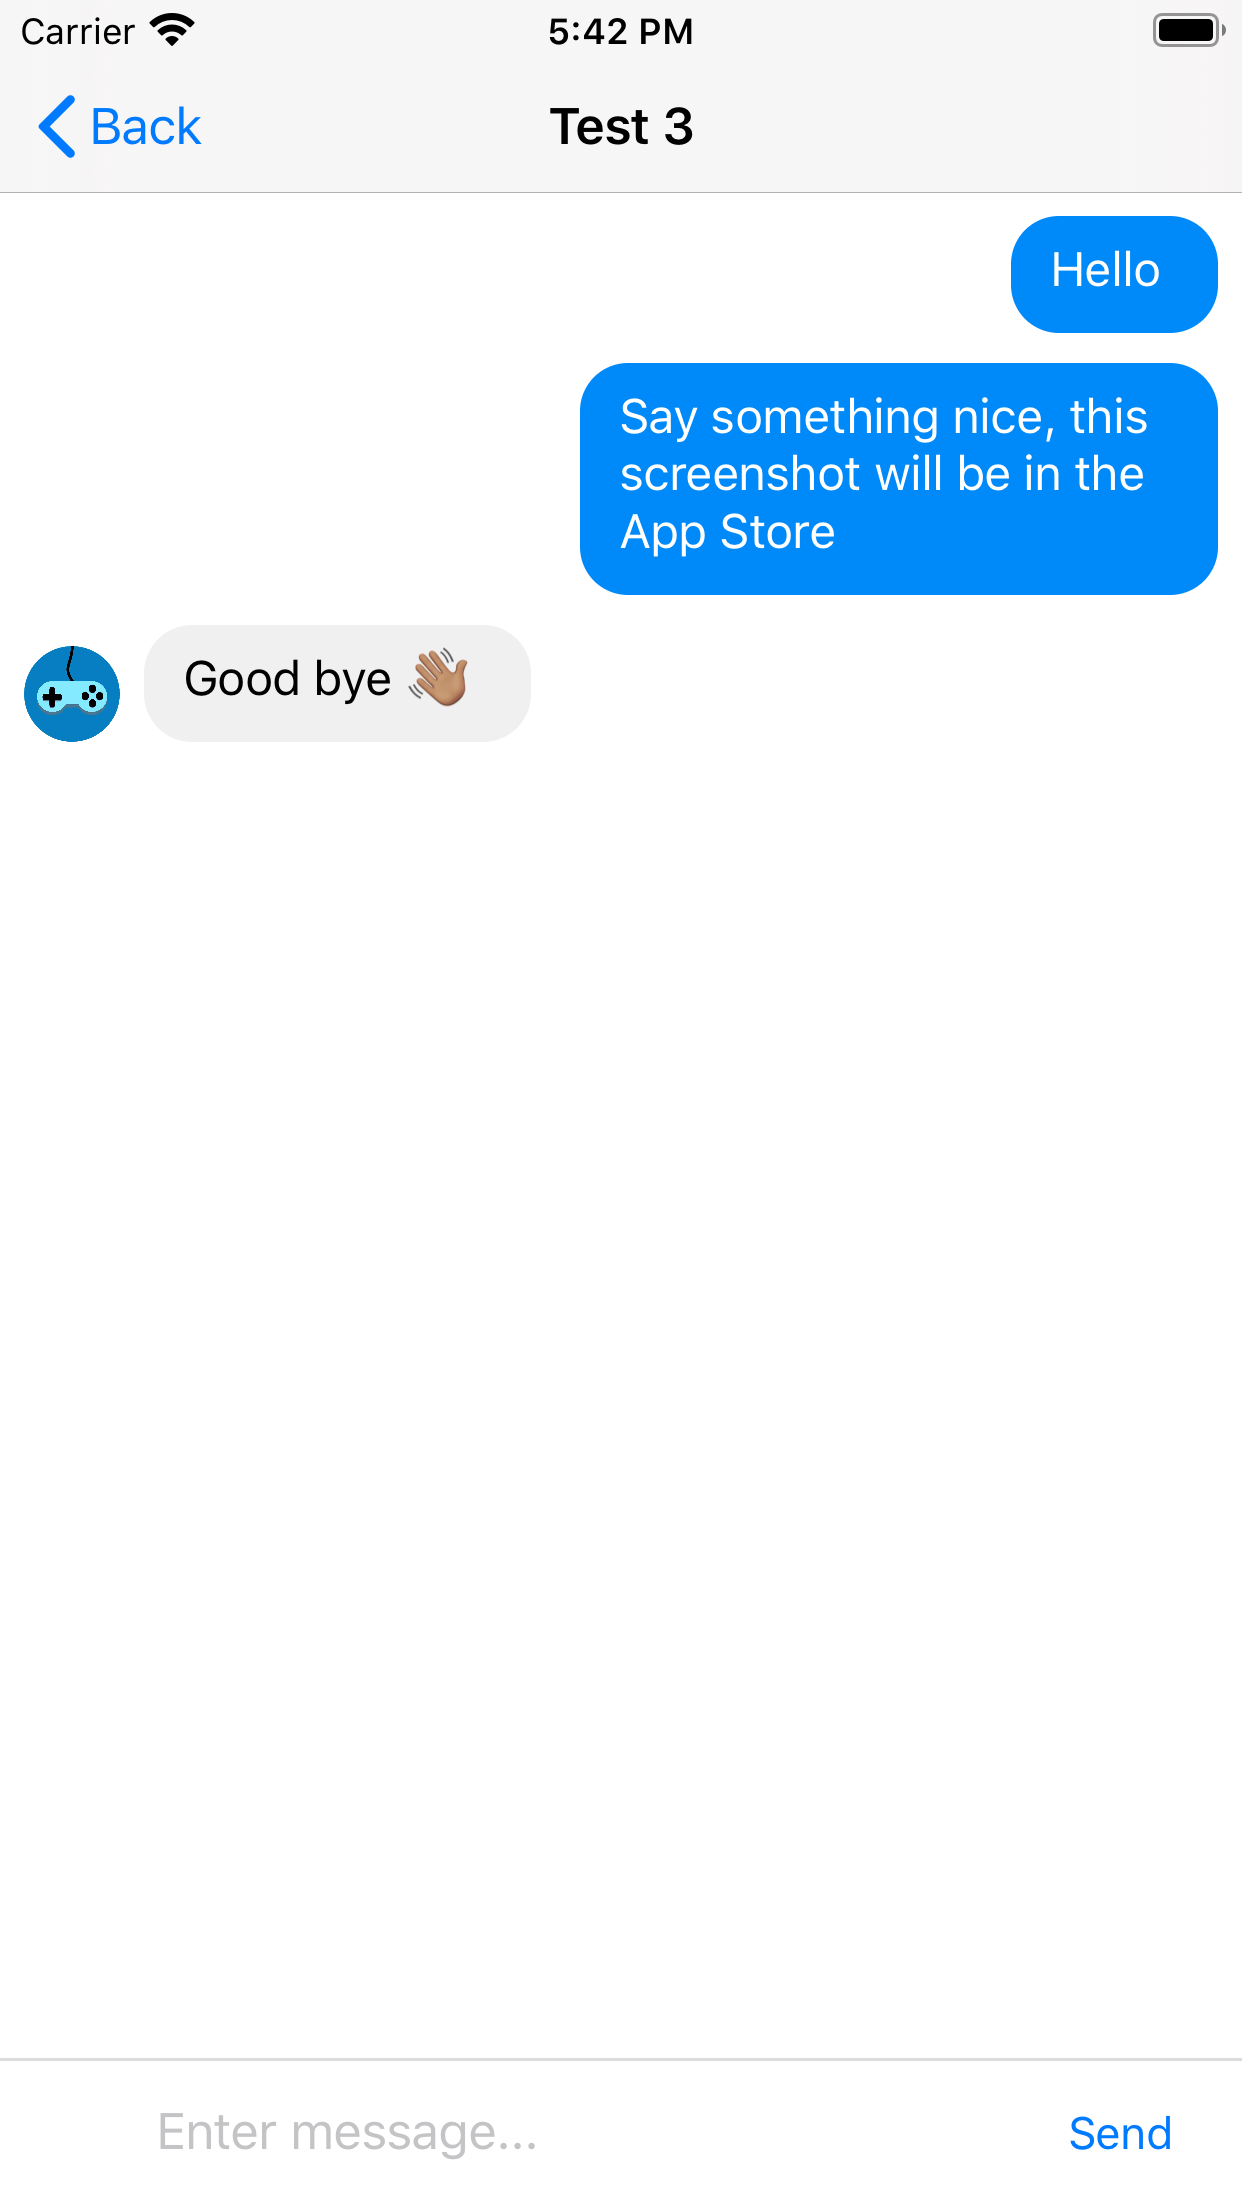 Carrier 5:42 PM
Back Test 3
Hello
Say something nice, this
screenshot will be in the
App Store
Good bye 👋🏽
Enter message...
Send